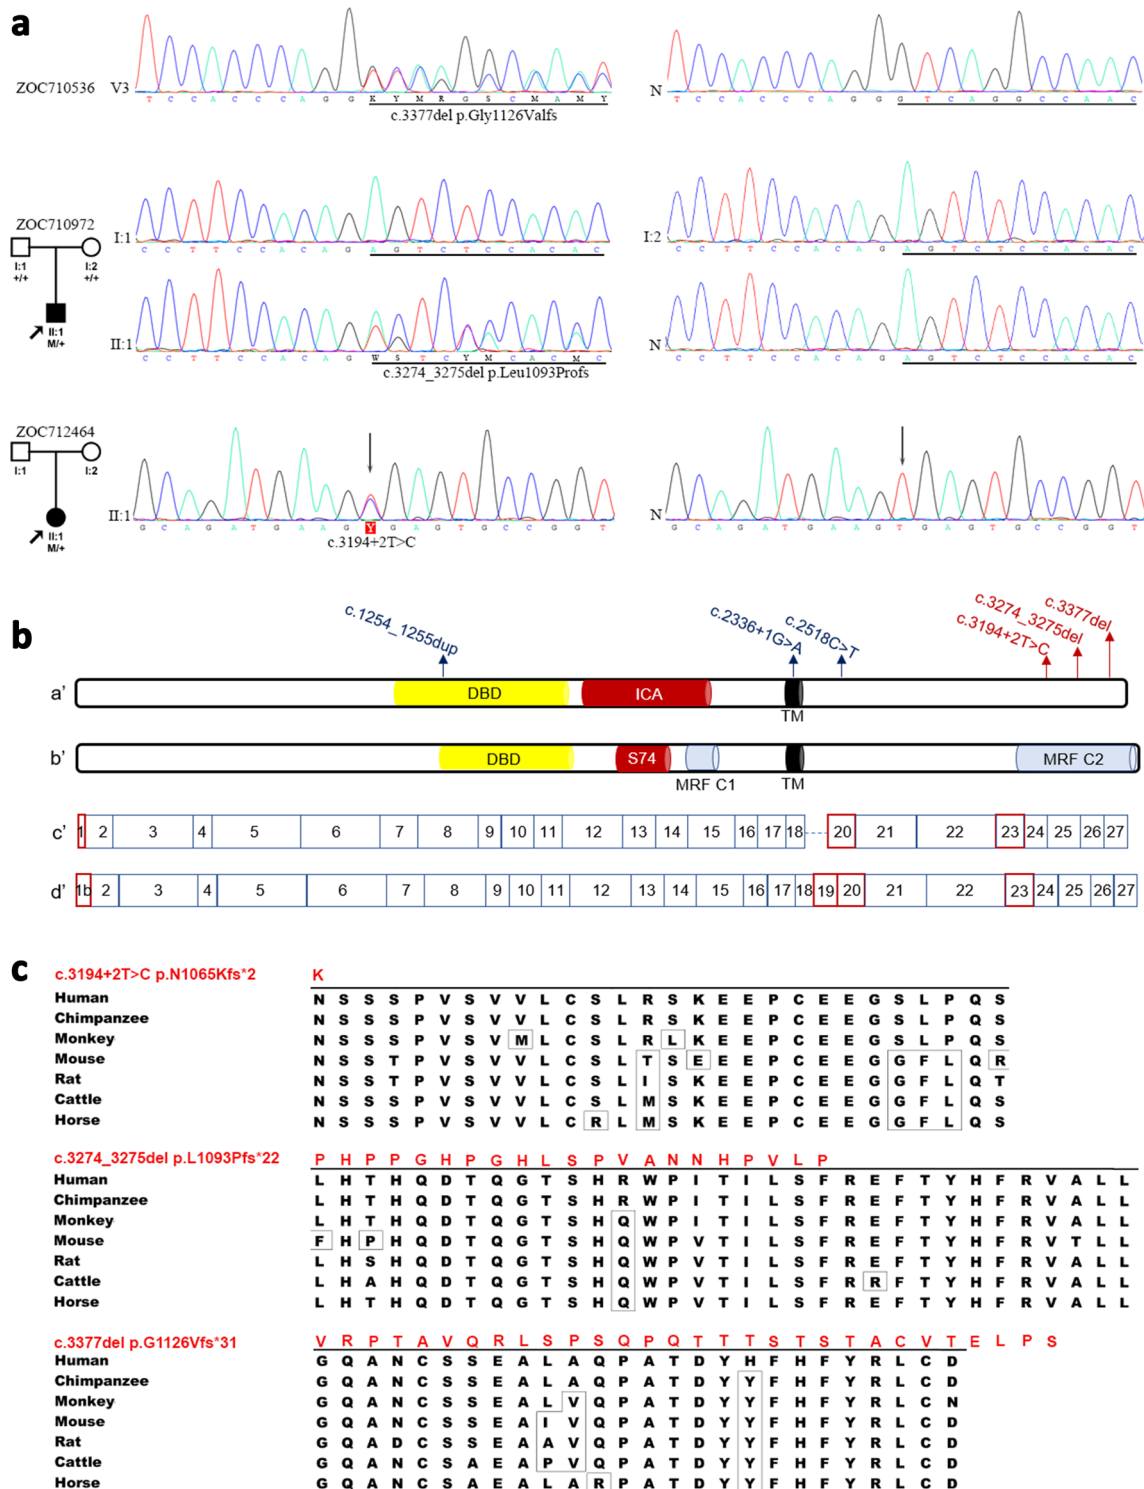 a
ZOC710536 V3
T C C A C C C A G G K Y M R G S C M A M Y
c.3377del p.Gly1126Valfs
N
T C C A C C C A G G G T C A G G C C A A C
ZOC710972
I:1 +/+
I:2 +/+
II:1 M/+
I:1
C C T T C C A C A G A G T C T C C A C A C
I:2
C C T T C C A C A G A G T C T C C A C A C
II:1
C C T T C C A C A G W S T C Y M C A C M C
c.3274_3275del p.Leu1093Profs
N
C C T T C C A C A G A G T C T C C A C A C
ZOC712464
I:1
I:2
II:1 M/+
II:1
G C A G A T G A A G Y G A G T G C C G G T
c.3194+2T>C
N
G C A G A T G A A G T G A G T G C C G G T
b
c.1254_1255dup
c.2336+1G>A
c.2518C>T
c.3194+2T>C
c.3274_3275del
c.3377del
a' DBD ICA
TM
b' DBD S74 MRF C2
MRF C1 TM
c' 1 2 3 4 5 6 7 8 9 10 11 12 13 14 15 16 17 18 20 21 22 23 24 25 26 27
d' 1b 2 3 4 5 6 7 8 9 10 11 12 13 14 15 16 17 18 19 20 21 22 23 24 25 26 27
c
c.3194+2T>C p.N1065Kfs*2 K
Human N S S S P V S V V L C S L R S K E E P C E E G S L P Q S
Chimpanzee N S S S P V S V V L C S L R S K E E P C E E G S L P Q S
Monkey N S S S P V S V M L C S L R L K E E P C E E G S L P Q S
Mouse N S S T P V S V V L C S L T S E E E P C E E G G F L Q R
Rat N S S T P V S V V L C S L I S K E E P C E E G G F L Q T
Cattle N S S S P V S V V L C S L M S K E E P C E E G G F L Q S
Horse N S S S P V S V V L C R L M S K E E P C E E G G F L Q S
c.3274_3275del p.L1093Pfs*22 P H P P G H P G H L S P V A N N H P V L P
Human L H T H Q D T Q G T S H R W P I T I L S F R E F T Y H F R V A L L
Chimpanzee L H T H Q D T Q G T S H R W P I T I L S F R E F T Y H F R V A L L
Monkey L H T H Q D T Q G T S H Q W P I T I L S F R E F T Y H F R V A L L
Mouse F H P H Q D T Q G T S H Q W P V T I L S F R E F T Y H F R V T L L
Rat L H S H Q D T Q G T S H Q W P V T I L S F R E F T Y H F R V A L L
Cattle L H A H Q D T Q G T S H Q W P V T I L S F R R F T Y H F R V A L L
Horse L H T H Q D T Q G T S H Q W P V T I L S F R E F T Y H F R V A L L
c.3377del p.G1126Vfs*31 V R P T A V Q R L S P S Q P Q T T T S T S T A C V T E L P S
Human G Q A N C S S E A L A Q P A T D Y H F H F Y R L C D
Chimpanzee G Q A N C S S E A L A Q P A T D Y Y F H F Y R L C D
Monkey G Q A N C S S E A L V Q P A T D Y Y F H F Y R L C N
Mouse G Q A N C S S E A I V Q P A T D Y Y F H F Y R L C D
Rat G Q A D C S S E A A V Q P A T D Y Y F H F Y R L C D
Cattle G Q A N C S A E A P V Q P A T D Y Y F H F Y R L C D
Horse G Q A N C S A E A L A R P A T D Y Y F H F Y R L C D